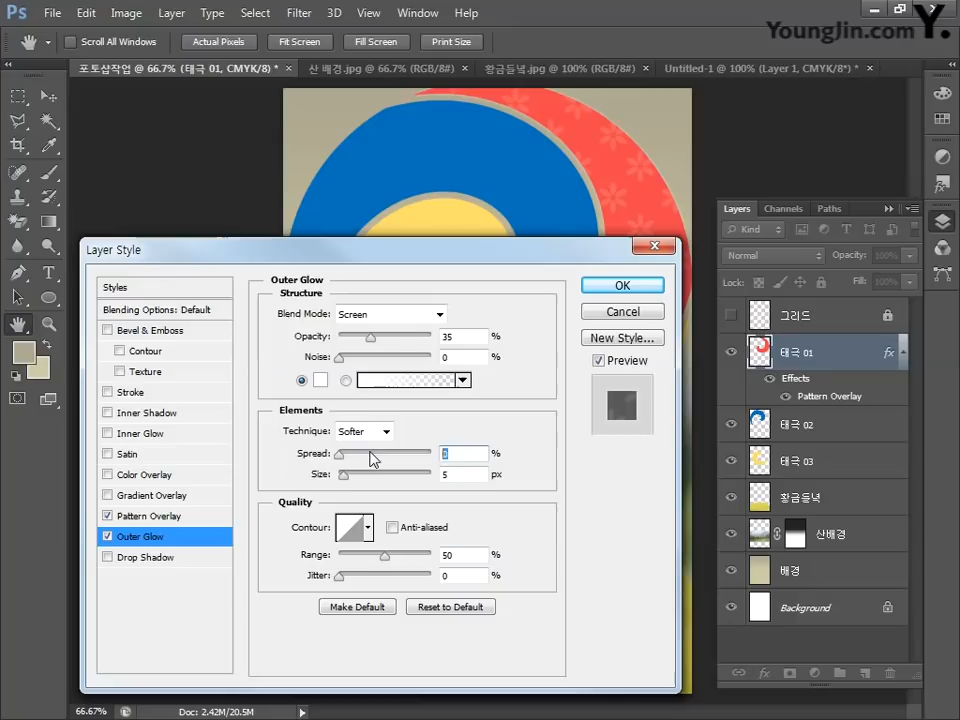 Ps File Edit Image Layer Type Select Filter 3D View Window Help
YoungJin.com Y.
Scroll All Windows Actual Pixels Fit Screen Fill Screen Print Size
포토샵작업 @ 66.7% (태극 01, CMYK/8) * × 산 배경.jpg @ 66.7% (RGB/8#) × 황금들녘.jpg @ 100% (RGB/8#) × Untitled-1 @ 100% (Layer 1, CMYK/8*) * ×
Layers Channels Paths
Kind
Normal Opacity: 100%
Lock: Fill: 100%
그리드
태극 01 fx
Effects
Pattern Overlay
태극 02
태극 03
황금들녘
산배경
배경
Background
fx
Layer Style
Styles
Blending Options: Default
Bevel & Emboss
Contour
Texture
Stroke
Inner Shadow
Inner Glow
Color Overlay
Gradient Overlay
Pattern Overlay
Outer Glow
Drop Shadow
Outer Glow
Structure
Blend Mode: Screen
Opacity: 35 %
Noise: 0 %
Elements
Technique: Softer
Spread: %
Size: 5 px
Quality
Contour: Anti-aliased
Range: 50 %
Jitter: 0 %
Make Default Reset to Default
OK
Cancel
New Style...
Preview
66.67% Doc: 2.42M/20.5M